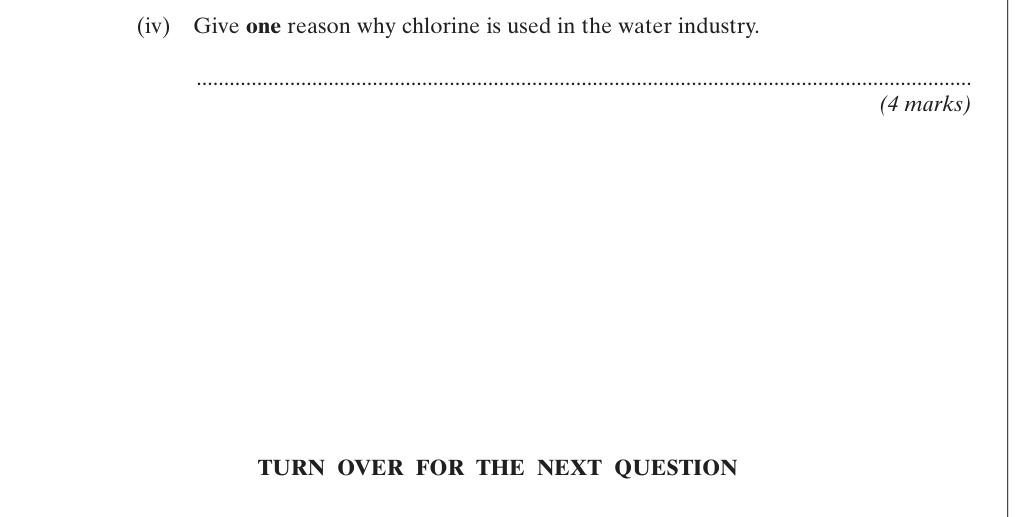 (iv) Give one reason why chlorine is used in the water industry.
................................................................................................................................................
(4 marks)
TURN OVER FOR THE NEXT QUESTION